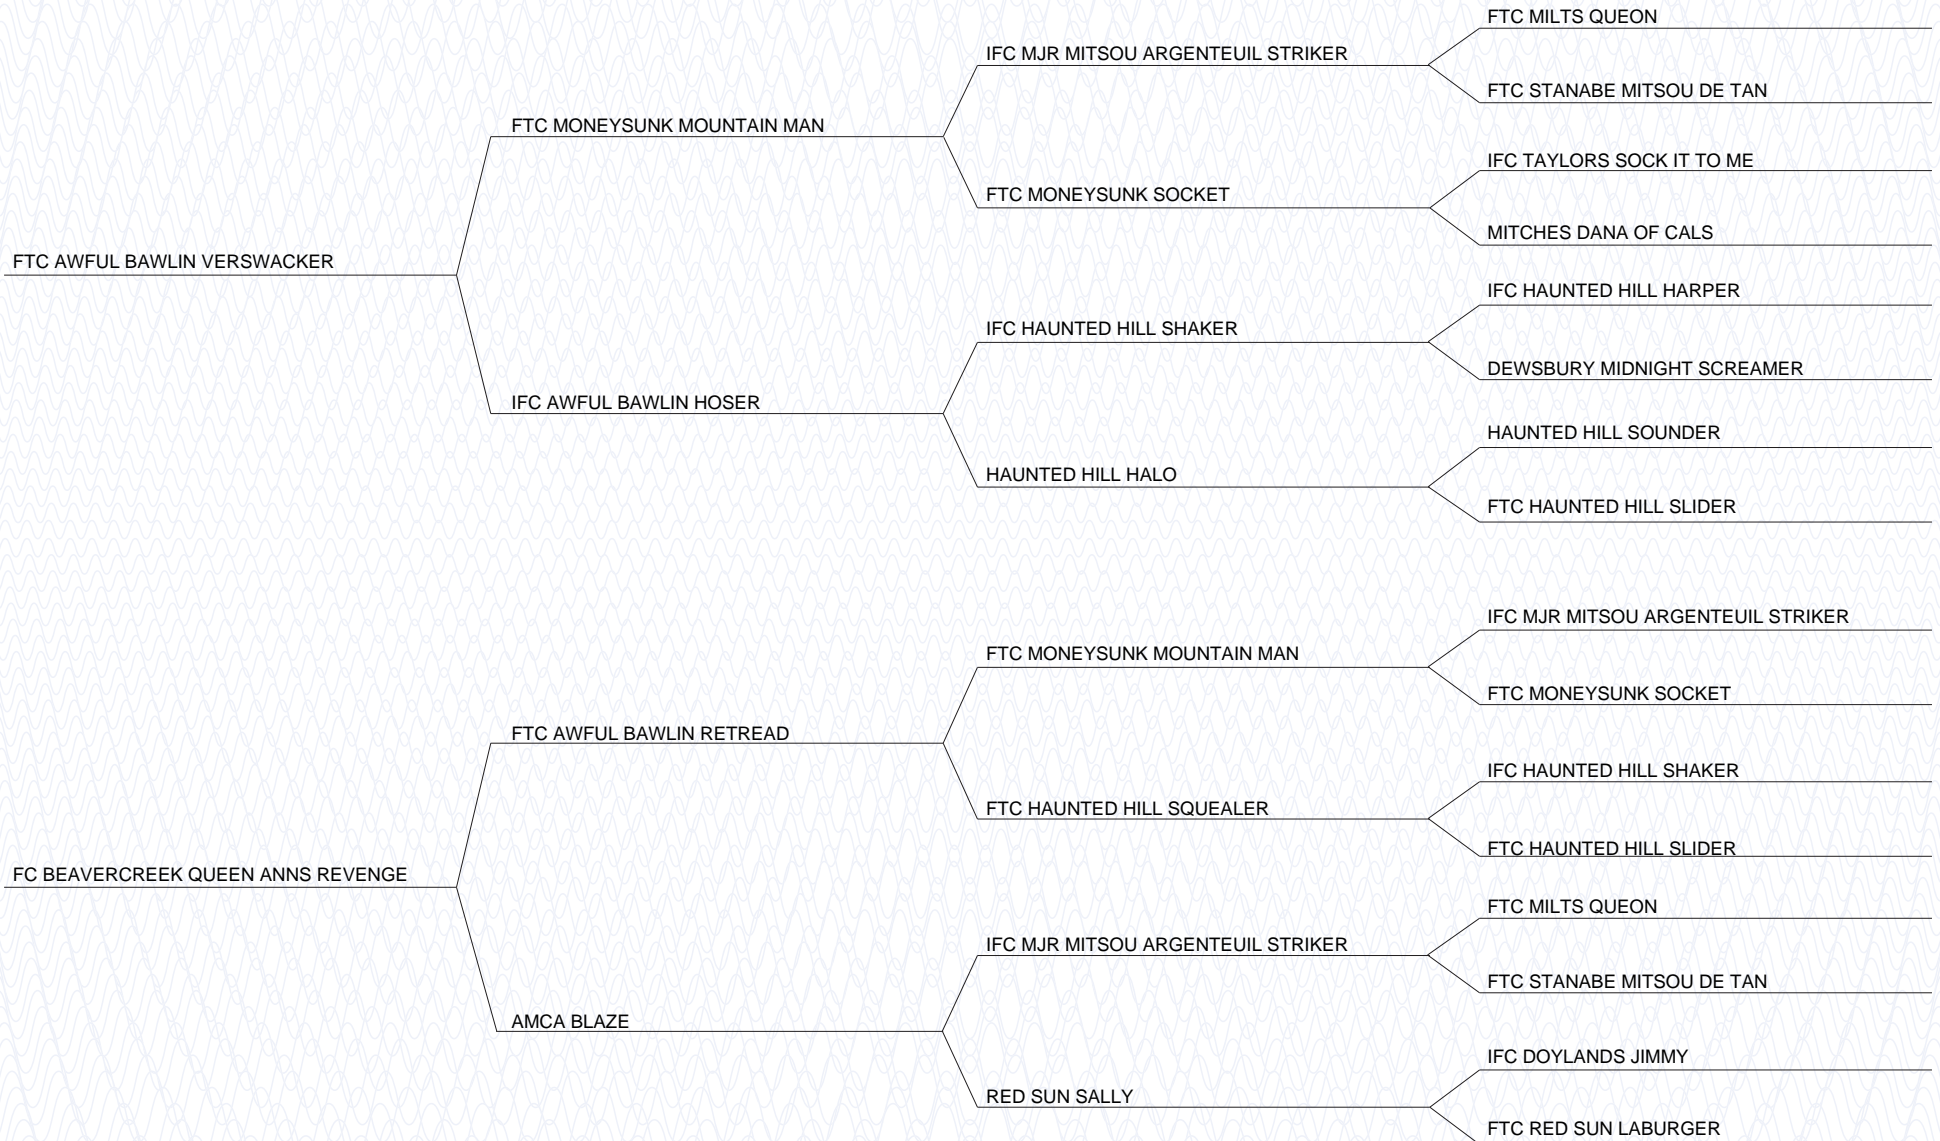 FTC MILTS QUEON
IFC MJR MITSOU ARGENTEUIL STRIKER
FTC STANABE MITSOU DE TAN
FTC MONEYSUNK MOUNTAIN MAN
IFC TAYLORS SOCK IT TO ME
FTC MONEYSUNK SOCKET
MITCHES DANA OF CALS
FTC AWFUL BAWLIN VERSWACKER
IFC HAUNTED HILL HARPER
IFC HAUNTED HILL SHAKER
DEWSBURY MIDNIGHT SCREAMER
IFC AWFUL BAWLIN HOSER
HAUNTED HILL SOUNDER
HAUNTED HILL HALO
FTC HAUNTED HILL SLIDER
IFC MJR MITSOU ARGENTEUIL STRIKER
FTC MONEYSUNK MOUNTAIN MAN
FTC MONEYSUNK SOCKET
FTC AWFUL BAWLIN RETREAD
IFC HAUNTED HILL SHAKER
FTC HAUNTED HILL SQUEALER
FTC HAUNTED HILL SLIDER
FC BEAVERCREEK QUEEN ANNS REVENGE
FTC MILTS QUEON
IFC MJR MITSOU ARGENTEUIL STRIKER
FTC STANABE MITSOU DE TAN
AMCA BLAZE
IFC DOYLANDS JIMMY
RED SUN SALLY
FTC RED SUN LABURGER